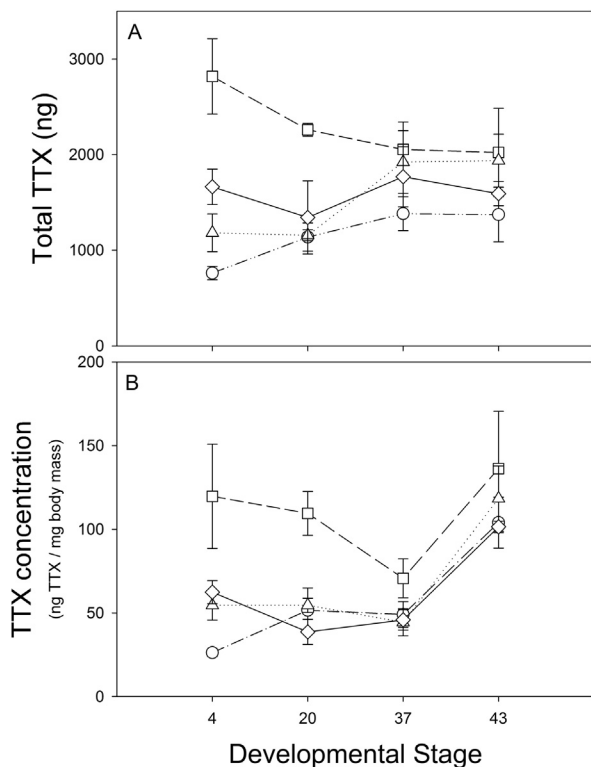 A
Total TTX (ng)
3000
2000
1000
0
B
TTX concentration
(ng TTX / mg body mass)
200
150
100
50
0
4 20 37 43
Developmental Stage